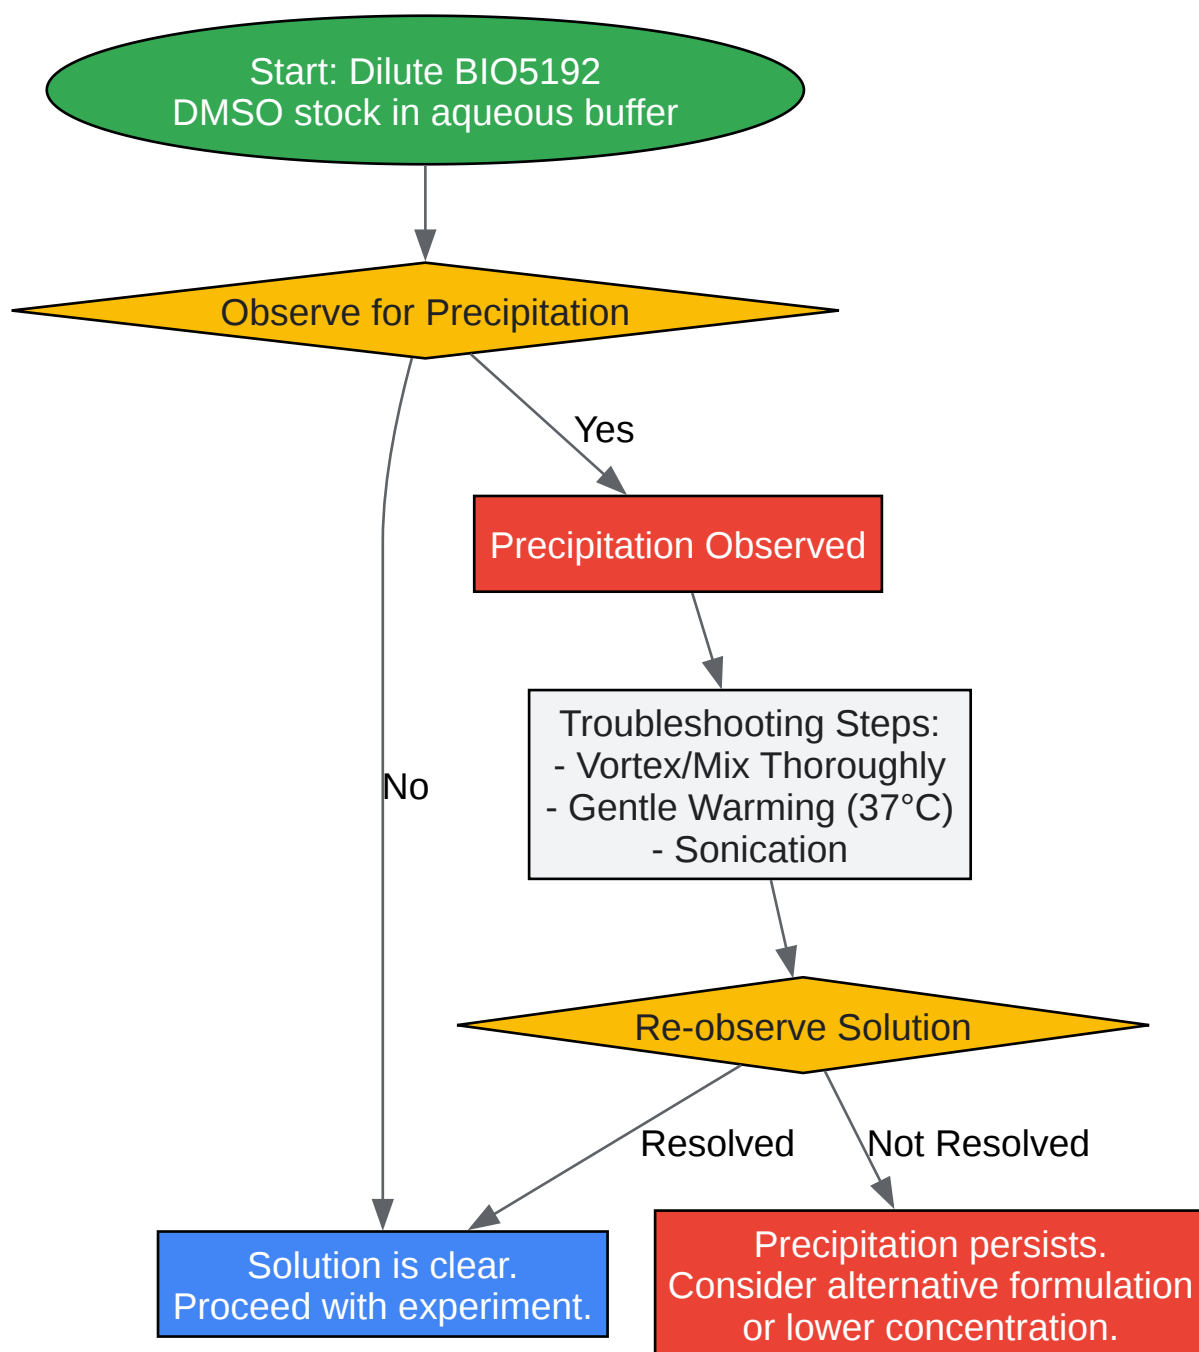 Start: Dilute BIO5192
DMSO stock in aqueous buffer
Observe for Precipitation
Yes
Precipitation Observed
Troubleshooting Steps:
- Vortex/Mix Thoroughly
- Gentle Warming (37°C)
- Sonication
No
Re-observe Solution
Resolved
Not Resolved
Solution is clear.
Proceed with experiment.
Precipitation persists.
Consider alternative formulation
or lower concentration.